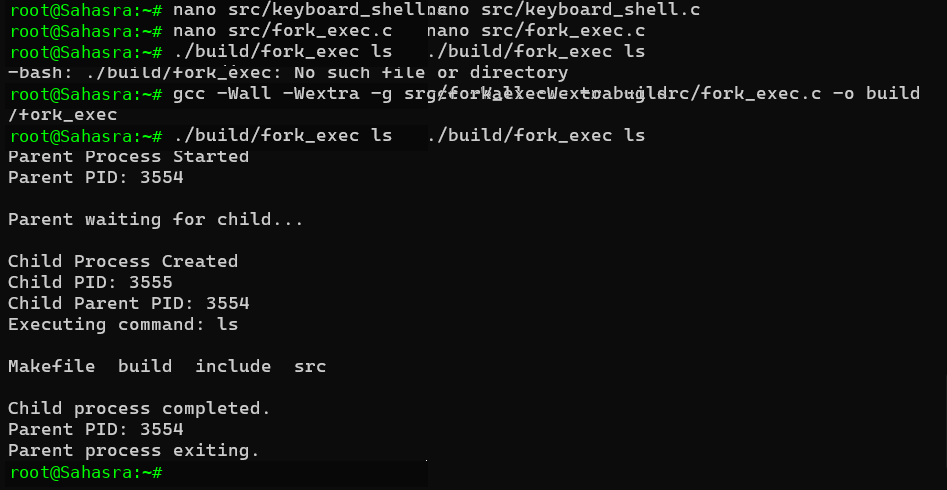 root@Sahasra:~# nano src/keyboard_shell.c nano src/keyboard_shell.c
root@Sahasra:~# nano src/fork_exec.c nano src/fork_exec.c
root@Sahasra:~# ./build/fork_exec ls ./build/fork_exec ls
-bash: ./build/fork_exec: No such file or directory
root@Sahasra:~# gcc -Wall -Wextra -g src/fork_exec.c -o build
/fork_exec
root@Sahasra:~# ./build/fork_exec ls ./build/fork_exec ls
Parent Process Started
Parent PID: 3554
Parent waiting for child...
Child Process Created
Child PID: 3555
Child Parent PID: 3554
Executing command: ls
Makefile build include src
Child process completed.
Parent PID: 3554
Parent process exiting.
root@Sahasra:~#